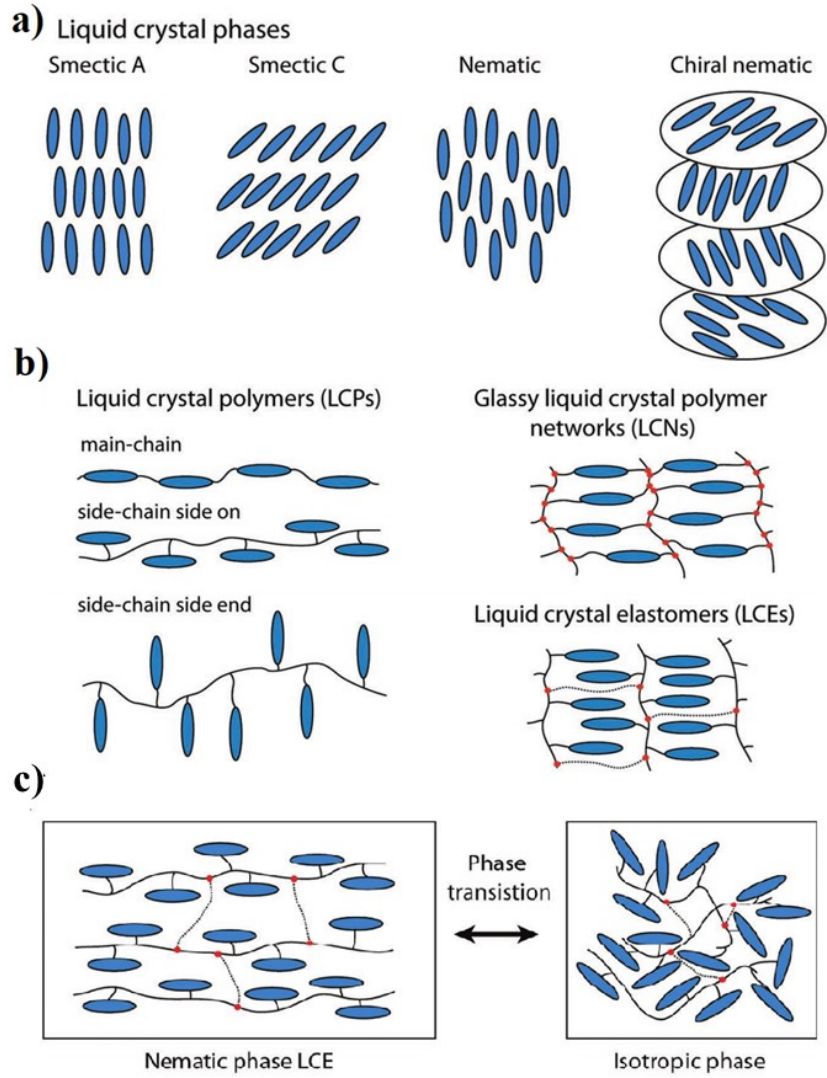 a) Liquid crystal phases
Smectic A
Smectic C
Nematic
Chiral nematic
b)
Liquid crystal polymers (LCPs)
main-chain
side-chain side on
side-chain side end
Glassy liquid crystal polymer
networks (LCNs)
Liquid crystal elastomers (LCEs)
c)
Phase
transistion
Nematic phase LCE
Isotropic phase